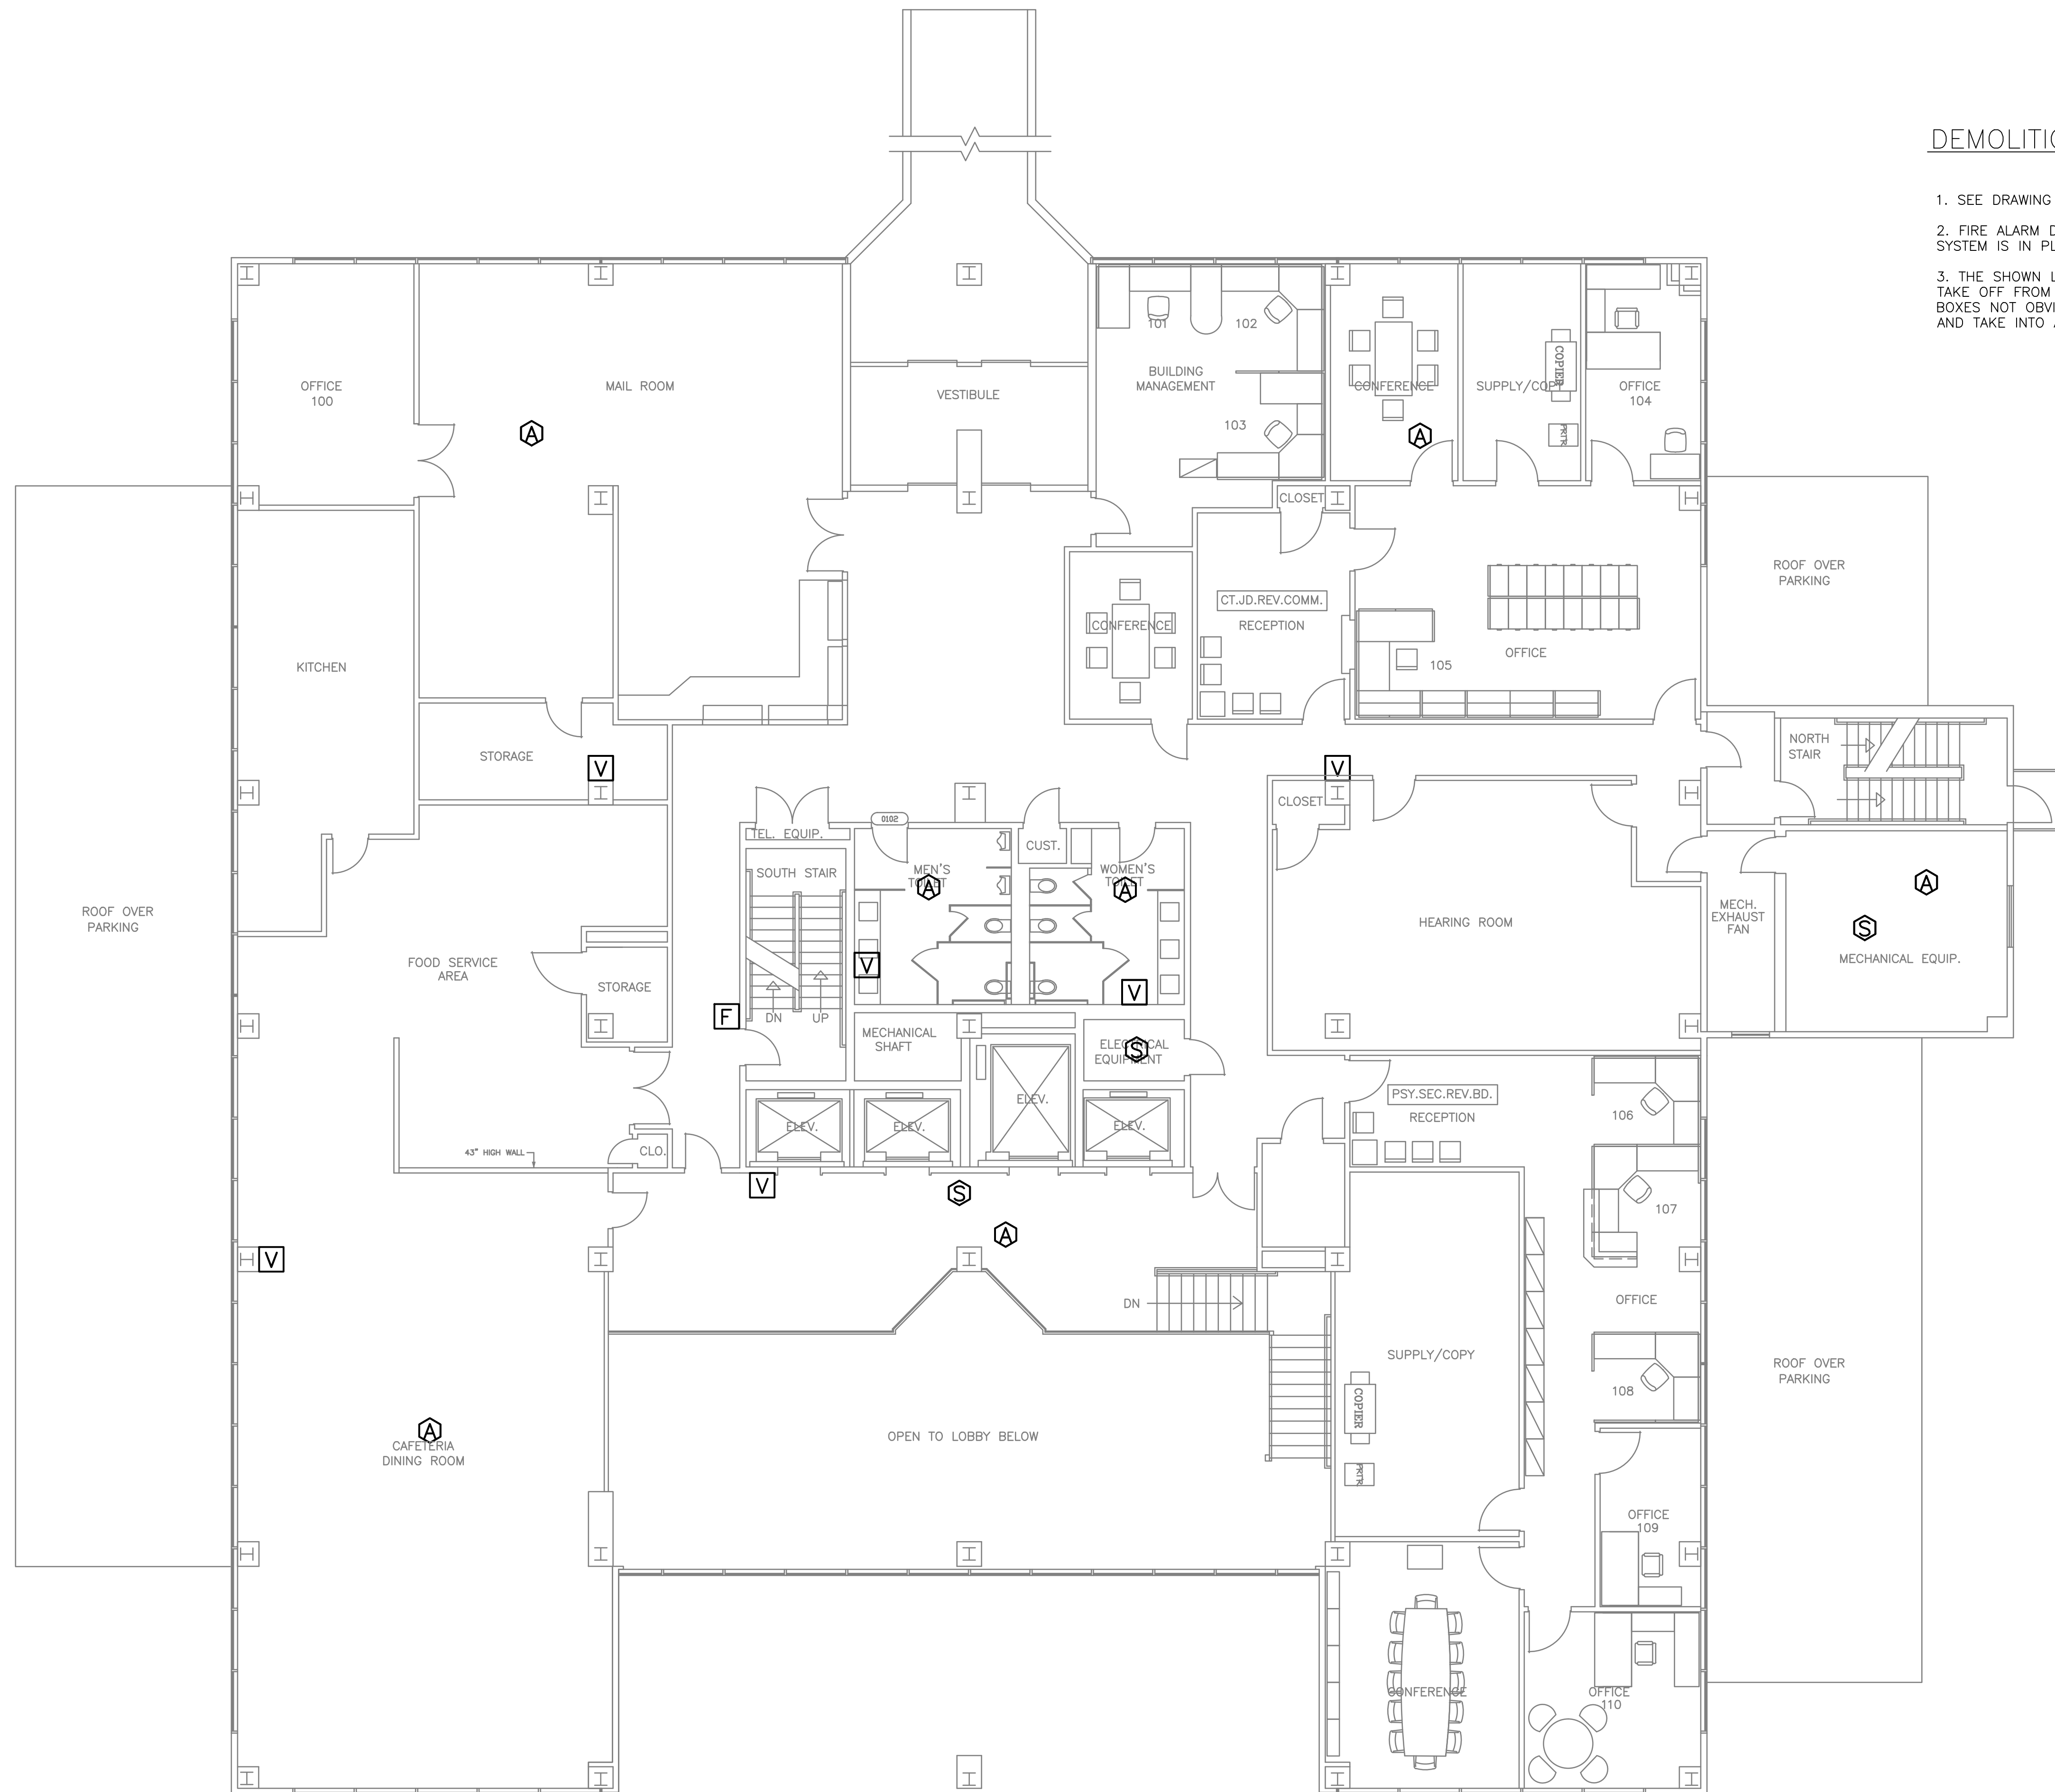 DEMOLITIO
1. SEE DRAWING
2. FIRE ALARM D
SYSTEM IS IN PL
3. THE SHOWN L
TAKE OFF FROM
BOXES NOT OBVI
AND TAKE INTO A
OFFICE
100
MAIL ROOM
A
VESTIBULE
101
102
BUILDING
MANAGEMENT
103
CONFERENCE
A
SUPPLY/COPY
COPIER
PRTR
OFFICE
104
CLOSET
ROOF OVER
PARKING
CT.JD.REV.COMM.
RECEPTION
CONFERENCE
105
OFFICE
KITCHEN
STORAGE
V
V
NORTH
STAIR
CLOSET
TEL. EQUIP.
0102
CUST.
SOUTH STAIR
MEN'S
TOILET
A
WOMEN'S
TOILET
A
A
S
MECH.
EXHAUST
FAN
MECHANICAL EQUIP.
HEARING ROOM
ROOF OVER
PARKING
FOOD SERVICE
AREA
STORAGE
V
V
F
DN
UP
MECHANICAL
SHAFT
ELECTRICAL
EQUIPMENT
S
ELEV.
ELEV.
ELEV.
ELEV.
PSY.SEC.REV.BD.
RECEPTION
106
43" HIGH WALL
CLO.
V
S
A
107
V
DN
OFFICE
SUPPLY/COPY
COPIER
PRTR
108
ROOF OVER
PARKING
A
CAFETERIA
DINING ROOM
OPEN TO LOBBY BELOW
OFFICE
109
CONFERENCE
OFFICE
110